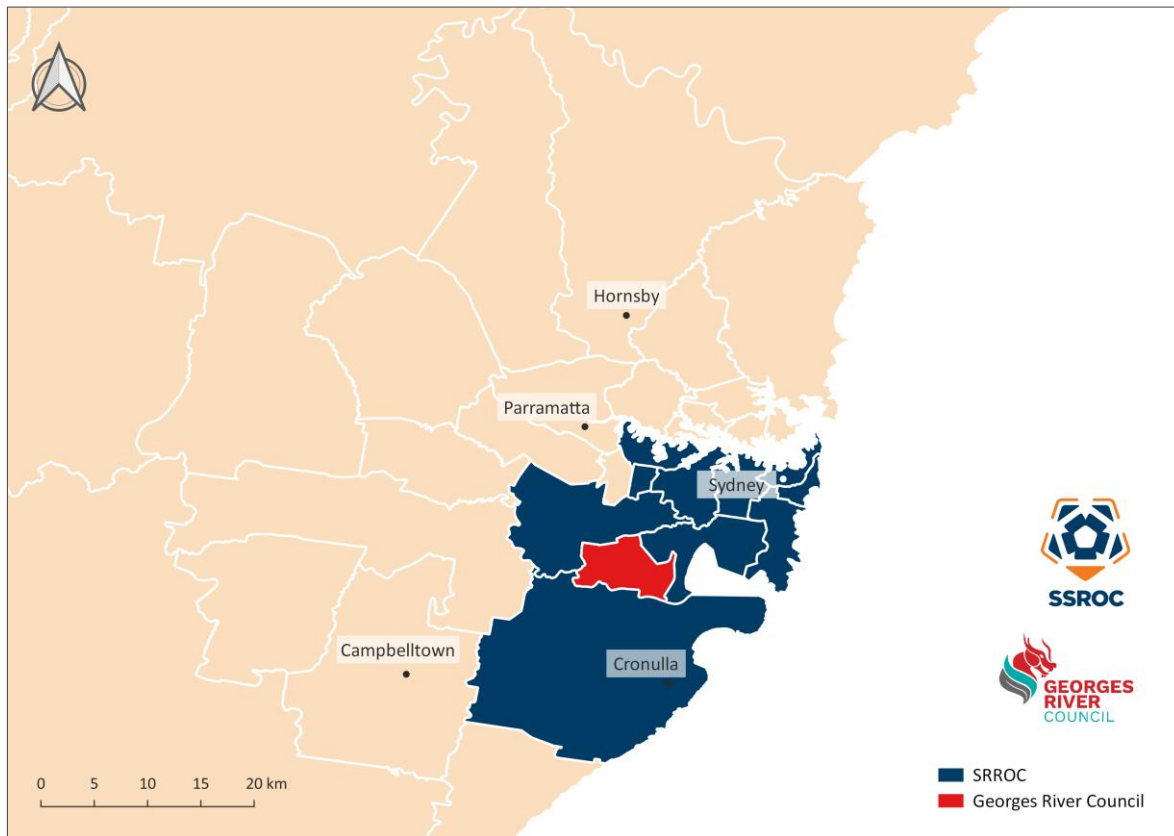 Hornsby
Parramatta
Sydney
Campbelltown
Cronulla
SSROC
GEORGES
RIVER
COUNCIL
0 5 10 15 20 km
SRROC
Georges River Council